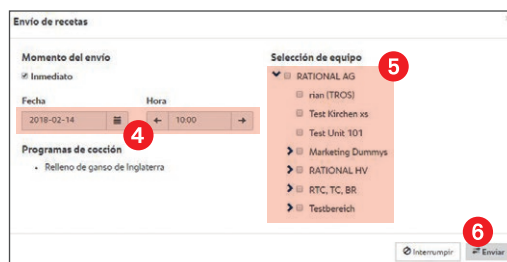 Envío de recetas
Momento del envío
Inmediato
Fecha
Hora
2018-02-14
10:00
4
Programas de cocción
• Relleno de ganso de Inglaterra
Selección de equipo
5
RATIONAL AG
rian (TROS)
Test Kirchen xs
Test Unit 101
Marketing Dummys
RATIONAL HV
RTC, TC, BR
Testbereich
6
Interrumpir
Enviar